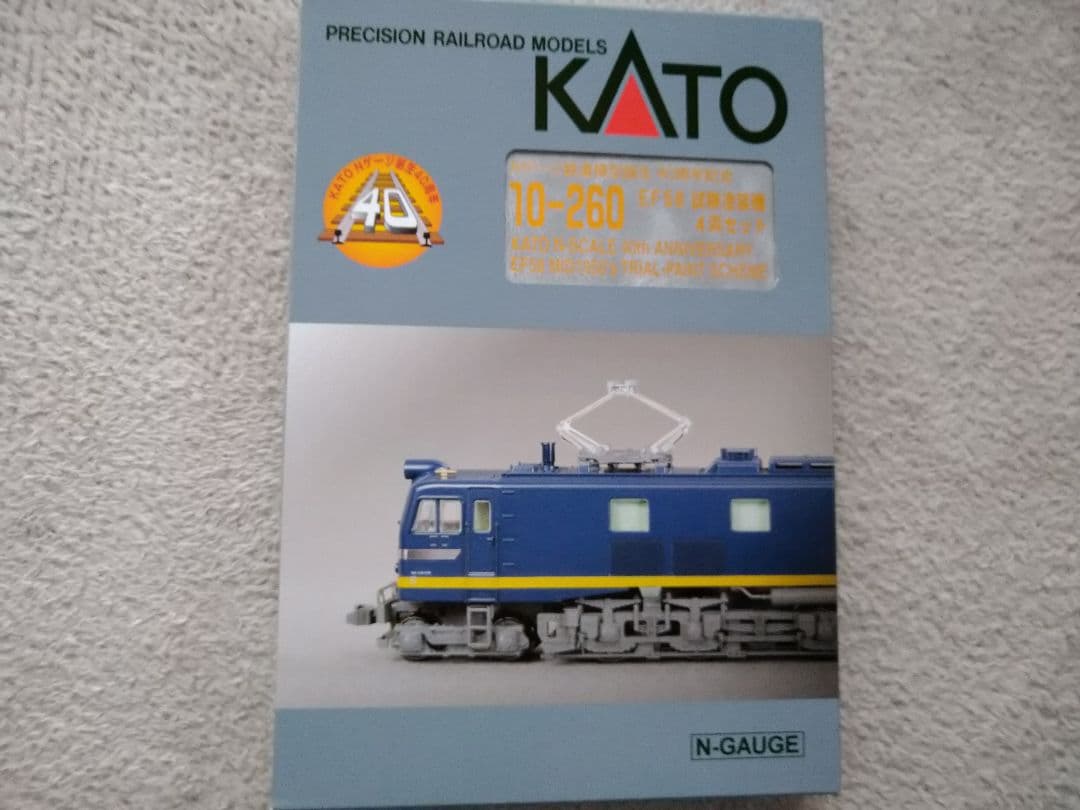 PRECISION RAILROAD MODELS
KATO
KATO Nゲージ誕生40周年
40
10-260
EF58 試験塗装機
4両セット
KATO N-SCALE 40th ANNIVERSARY
EF58 MID-1950's TRIAL-PAINT SCHEME
N-GAUGE